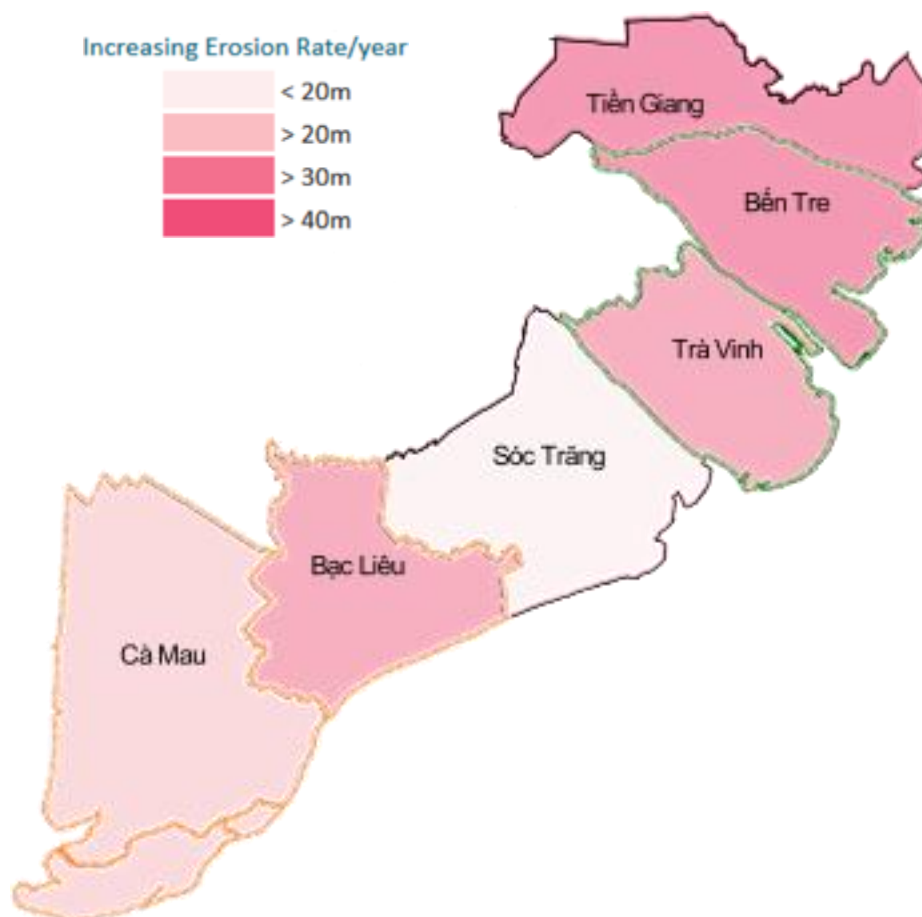 Increasing Erosion Rate/year
< 20m
> 20m
> 30m
> 40m
Tiền Giang
Bến Tre
Trà Vinh
Sóc Trăng
Bạc Liêu
Cà Mau